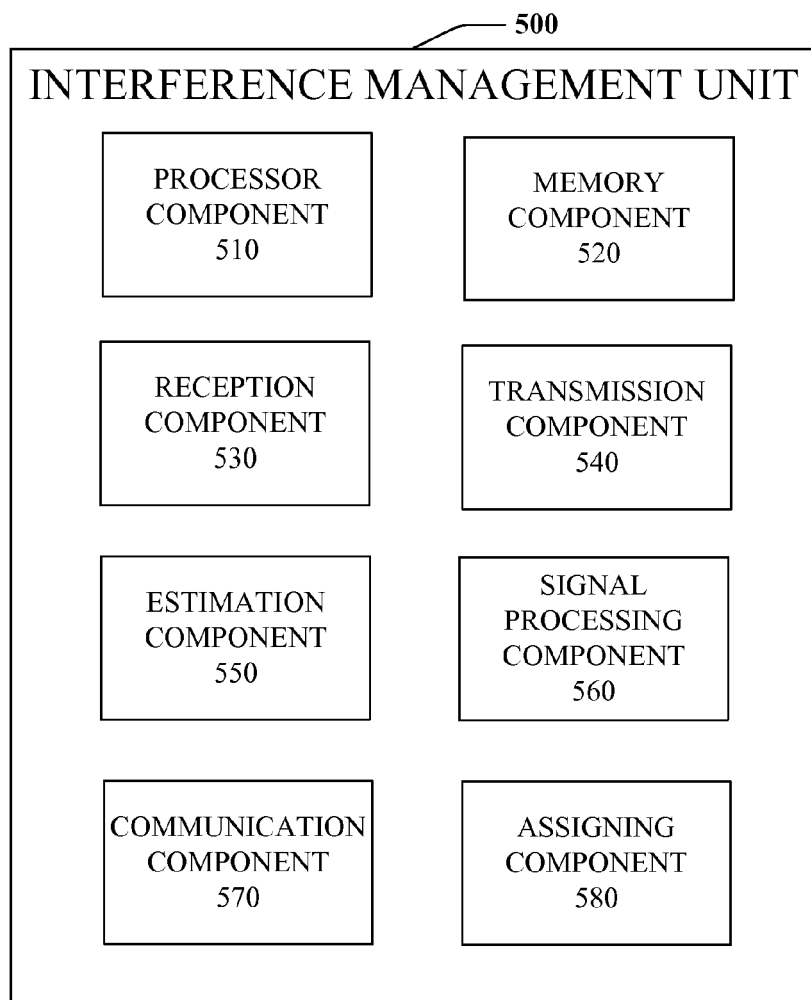 500
INTERFERENCE MANAGEMENT UNIT
PROCESSOR
COMPONENT
510
MEMORY
COMPONENT
520
RECEPTION
COMPONENT
530
TRANSMISSION
COMPONENT
540
ESTIMATION
COMPONENT
550
SIGNAL
PROCESSING
COMPONENT
560
COMMUNICATION
COMPONENT
570
ASSIGNING
COMPONENT
580